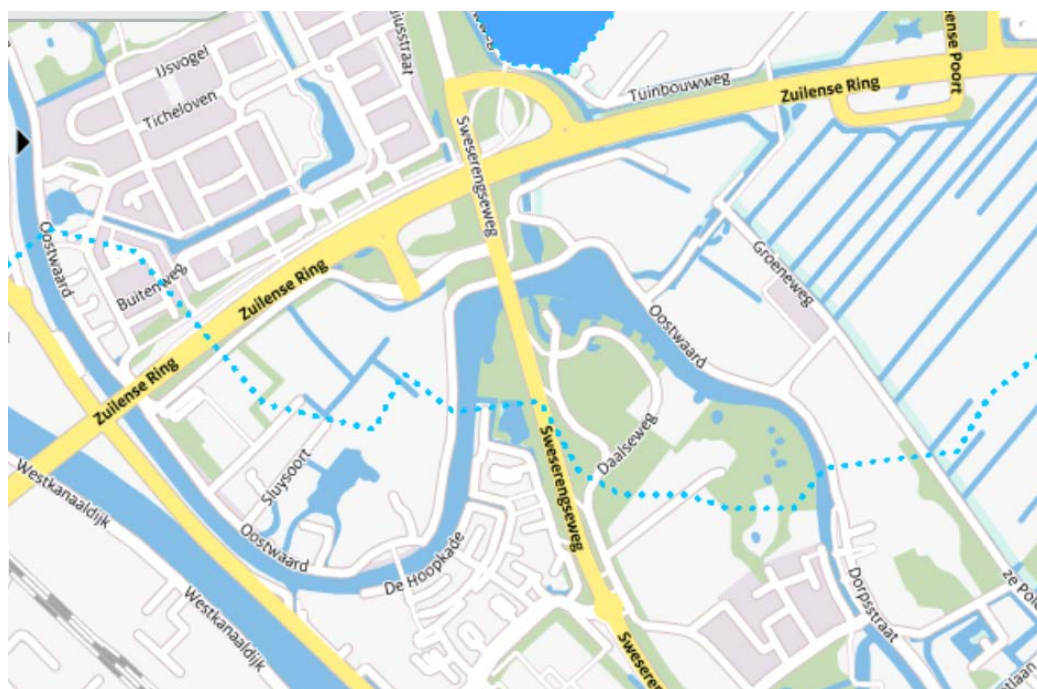 IJsvogel
Ticheloven
Tuinbouwweg
Zuilense Ring
Sweserengseweg
Oostwaard
Buitenweg
Zuilense Ring
Groeneweg
Oostwaard
Zuilense Ring
Daalseweg
Sweserengseweg
Westkanaaldijk
Sluysoort
Oostwaard
De Hoopkade
Dorpsstraat
Westkanaaldijk